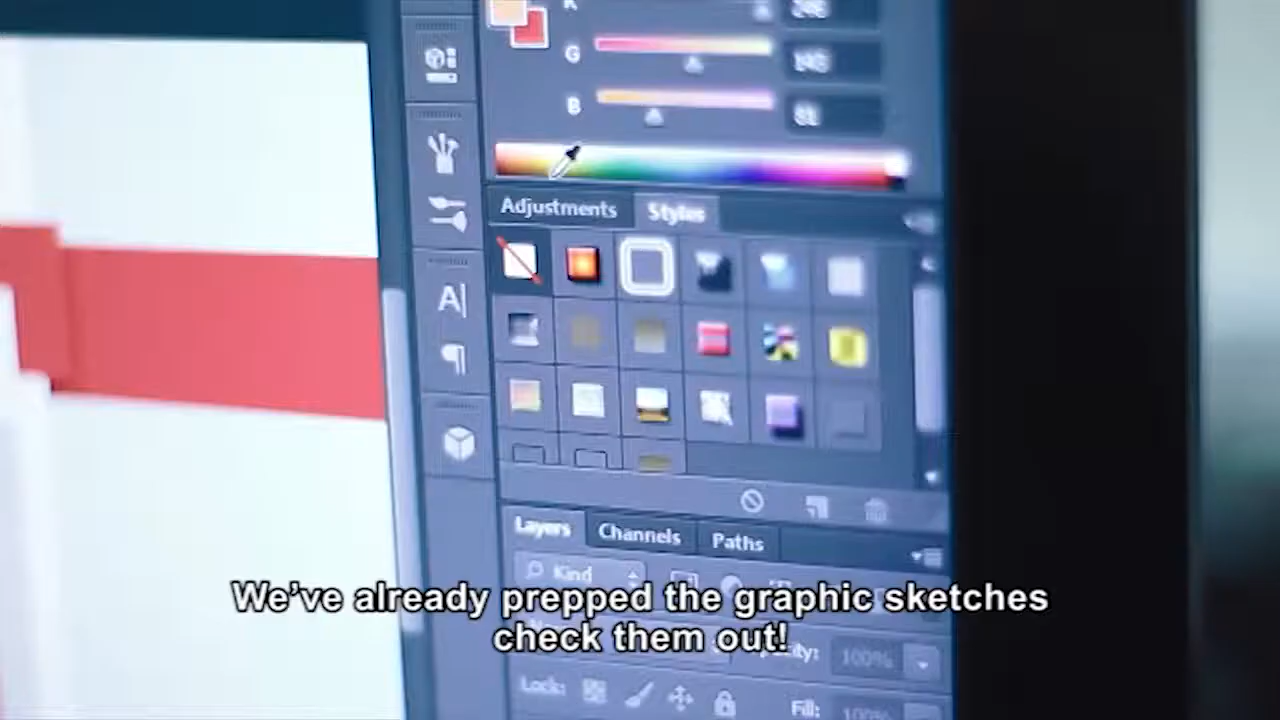 G
B
Adjustments Styles
A
Layers Channels Paths
Kind
We've already prepped the graphic sketches
check them out!
100%
Lock:
Fill: